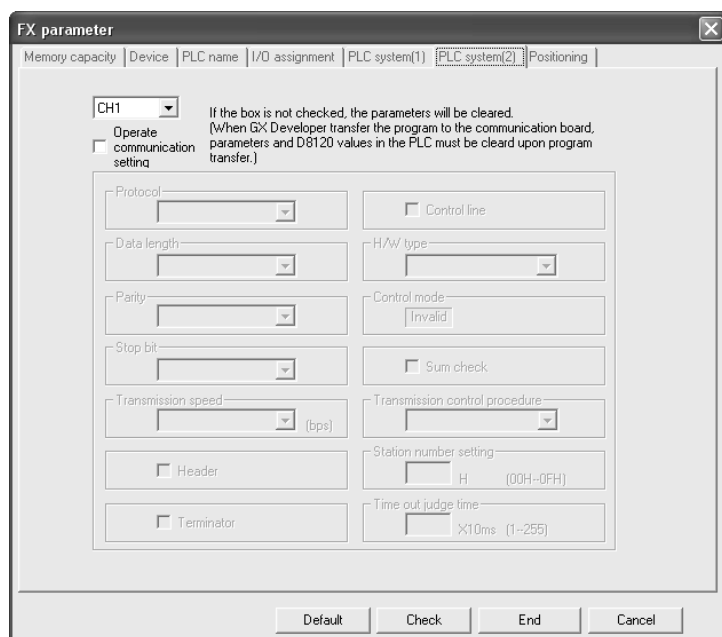 FX parameter
Memory capacity Device PLC name I/O assignment PLC system(1) PLC system(2) Positioning
CH1
If the box is not checked, the parameters will be cleared.
Operate communication setting
(When GX Developer transfer the program to the communication board,
parameters and D8120 values in the PLC must be cleard upon program
transfer.)
Protocol
Control line
Data length
H/W type
Parity
Control mode
Invalid
Stop bit
Sum check
Transmission speed
(bps)
Transmission control procedure
Header
Station number setting
H (00H--0FH)
Terminator
Time out judge time
X10ms (1--255)
Default Check End Cancel